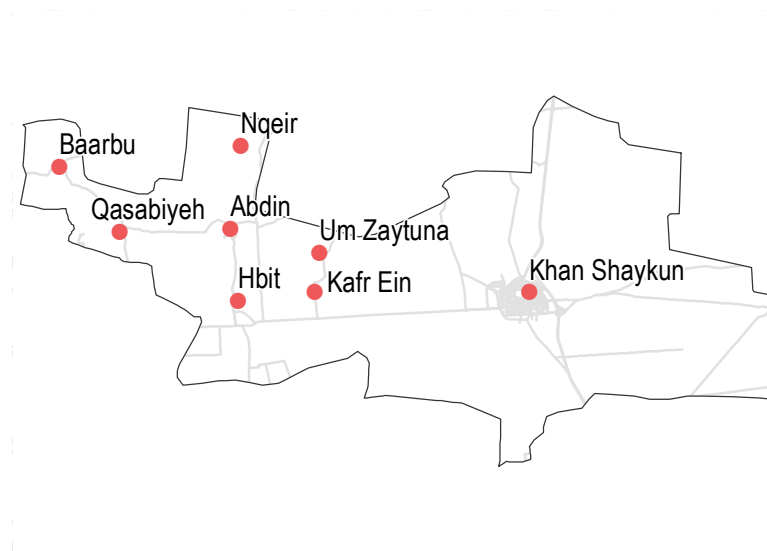 Nqeir
Baarbu
Qasabiyeh
Abdin
Um Zaytuna
Khan Shaykun
Hbit
Kafr Ein